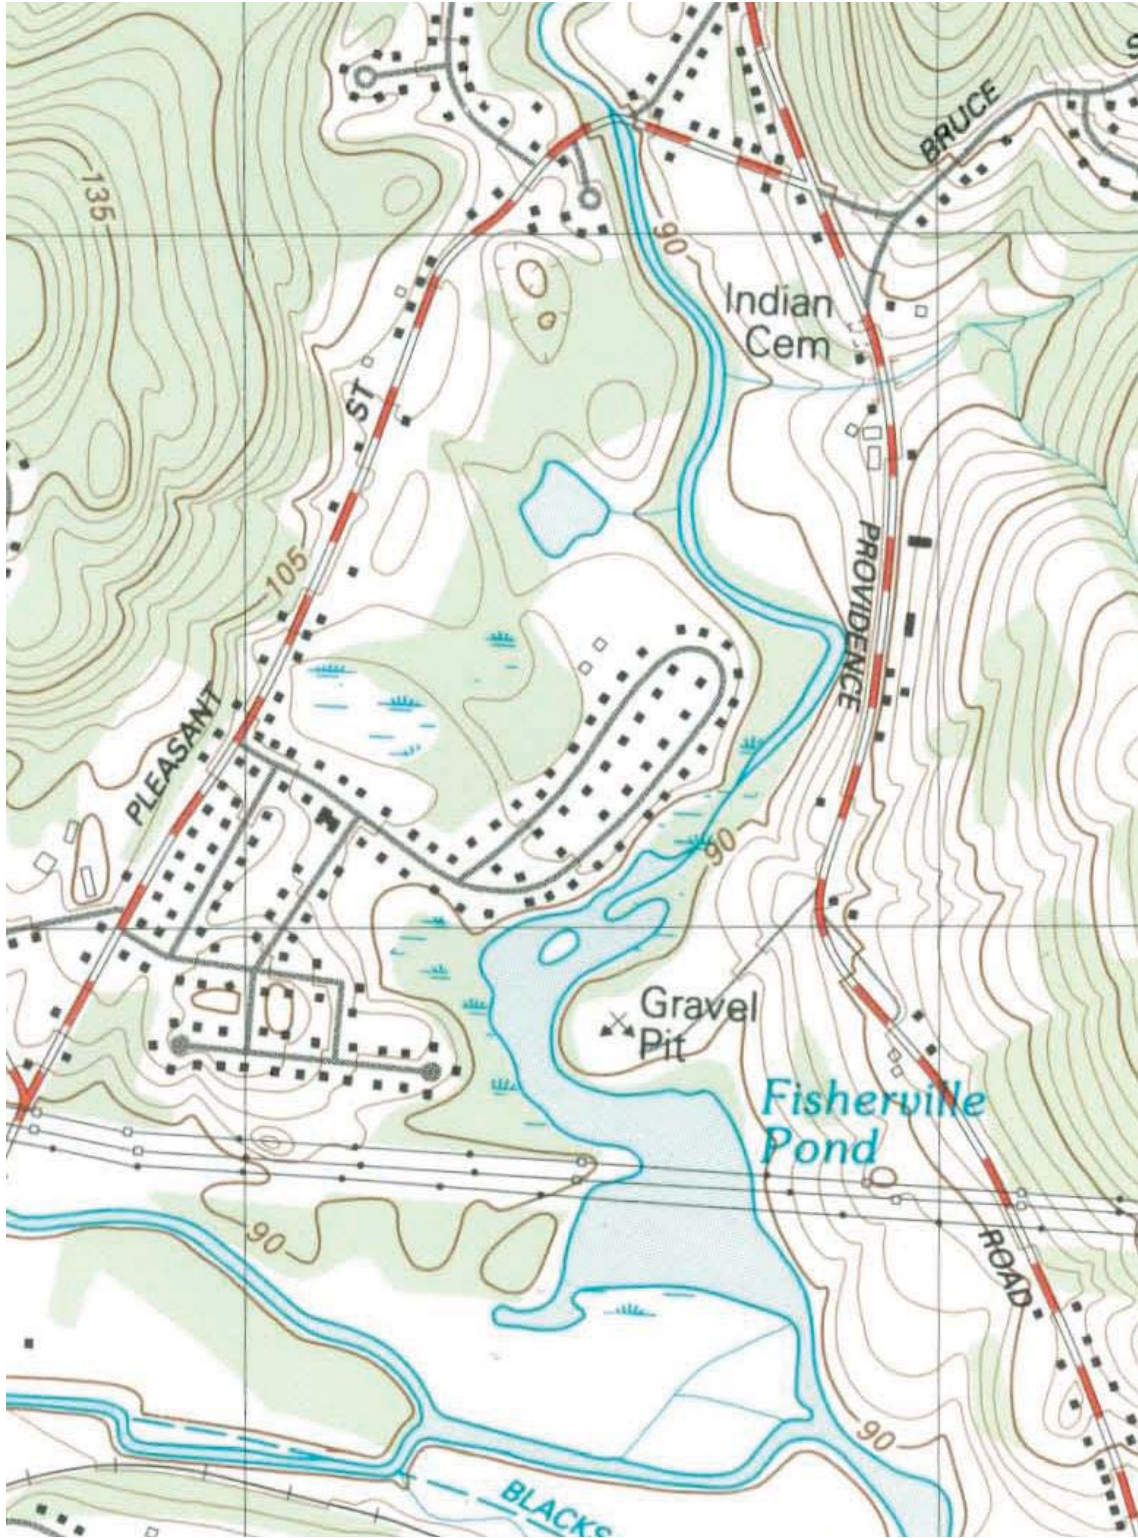 BRUCE
S
135
90
Indian
Cem
ST
PROVIDENCE
105
PLEASANT
90
Gravel
Pit
Fisherville
Pond
90
ROAD
90
BLACKS